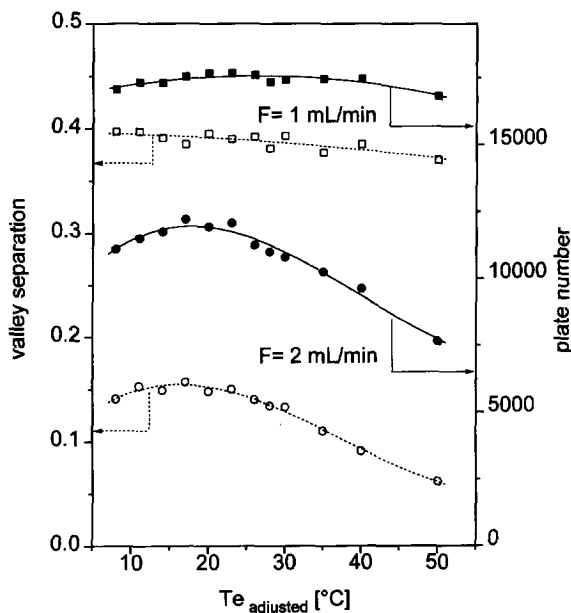 valley separation
0.5
0.4
0.3
0.2
0.1
0.0
F= 1 mL/min
F= 2 mL/min
15000
10000
5000
0
plate number
10 20 30 40 50
Te adjusted [°C]